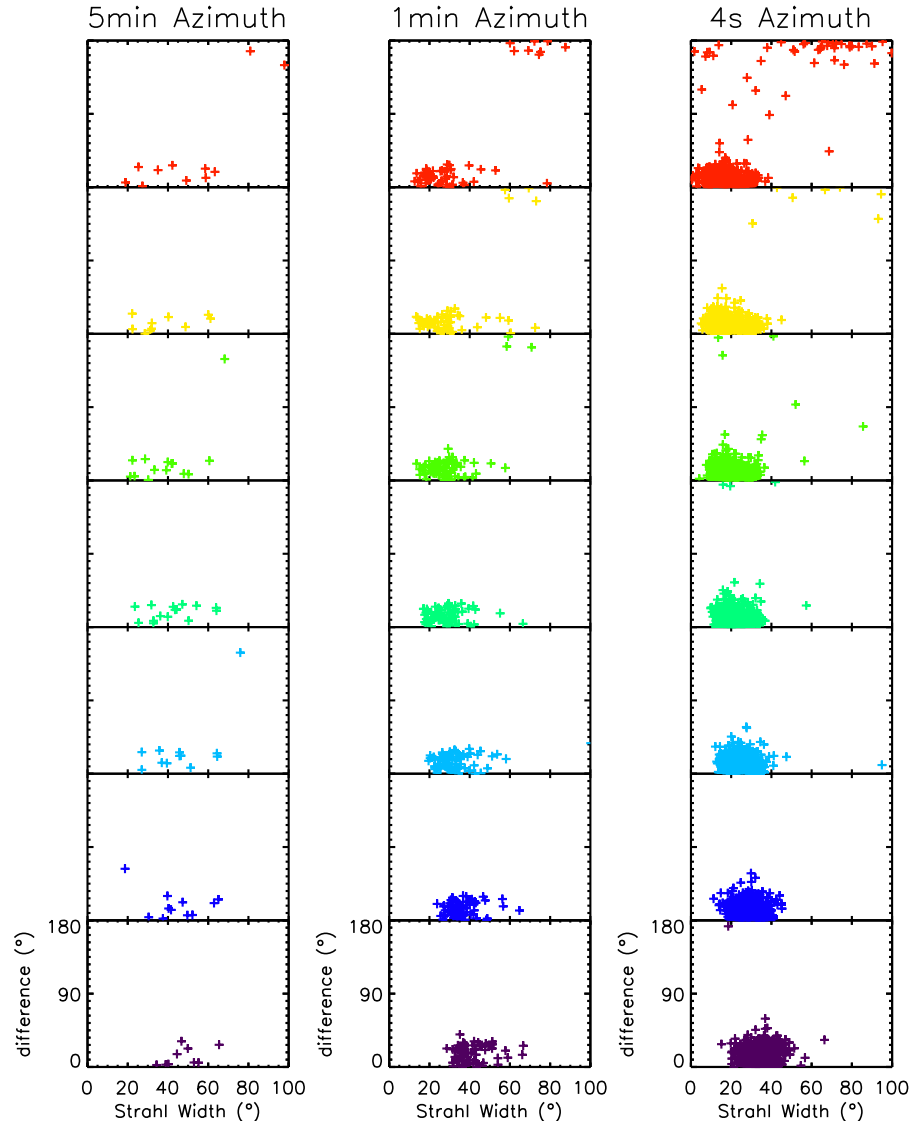 5min Azimuth 1min Azimuth 4s Azimuth
180 180 180
90 90 90
0 0 0
difference (°) difference (°) difference (°)
0 20 40 60 80 100 0 20 40 60 80 100 0 20 40 60 80 100
Strahl Width (°) Strahl Width (°) Strahl Width (°)